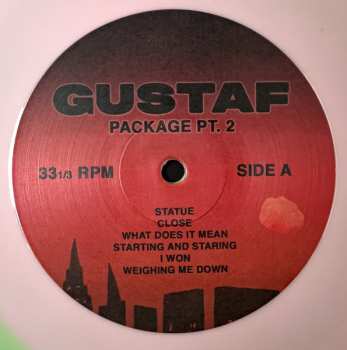 GUSTAF
PACKAGE PT. 2
33 1/3 RPM SIDE A
STATUE
CLOSE
WHAT DOES IT MEAN
STARTING AND STARING
I WON
WEIGHING ME DOWN